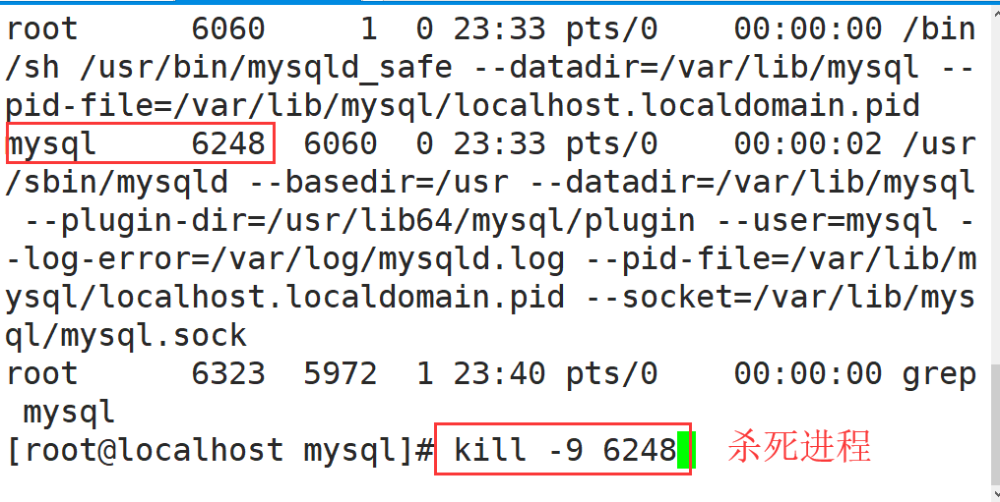 root      6060     1  0 23:33 pts/0    00:00:00 /bin
/sh /usr/bin/mysqld_safe --datadir=/var/lib/mysql --
pid-file=/var/lib/mysql/localhost.localdomain.pid
mysql     6248  6060  0 23:33 pts/0    00:00:02 /usr
/sbin/mysqld --basedir=/usr --datadir=/var/lib/mysql
 --plugin-dir=/usr/lib64/mysql/plugin --user=mysql -
-log-error=/var/log/mysqld.log --pid-file=/var/lib/m
ysql/localhost.localdomain.pid --socket=/var/lib/mys
ql/mysql.sock
root      6323  5972  1 23:40 pts/0    00:00:00 grep
 mysql
[root@localhost mysql]# kill -9 6248 杀死进程